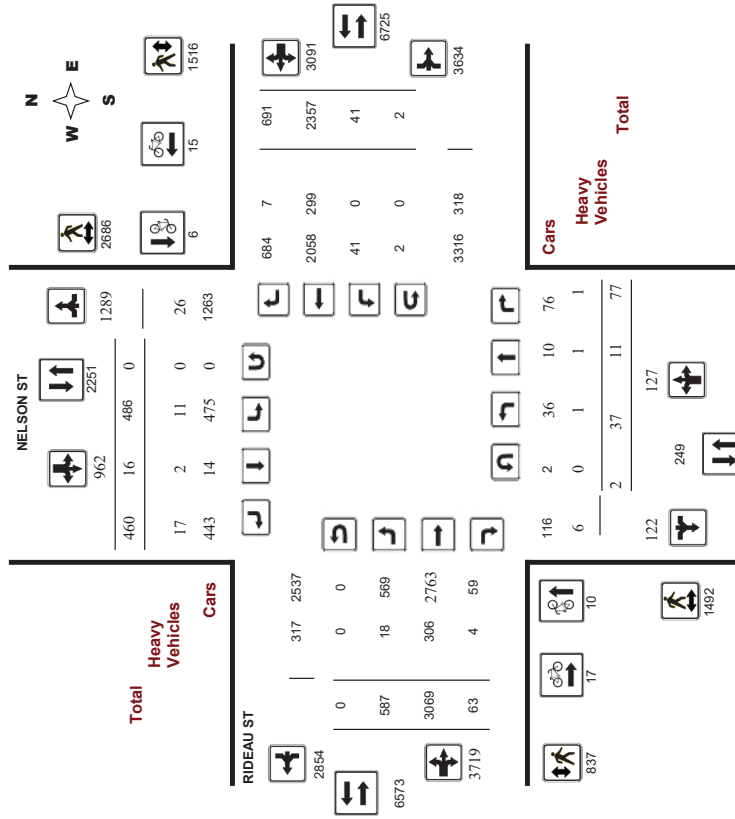 N
W E
S
NELSON ST
2251
962
1289
2686
1516
6
15
460 16 486 0
17 2 11 0 26
443 14 475 0 1263
Total
Heavy
Vehicles
Cars
RIDEAU ST
2854
6573
3719
317 2537
0 0 0
587 18 569
3069 306 2763
63 4 59
684 7 691
2058 299 2357
41 0 41
2 0 2
3316 318
3091
6725
3634
Cars
Heavy
Vehicles
Total
116 2 36 10 76
6 0 1 1 1
2 37 11 77
122
249
127
837
17
10
1492